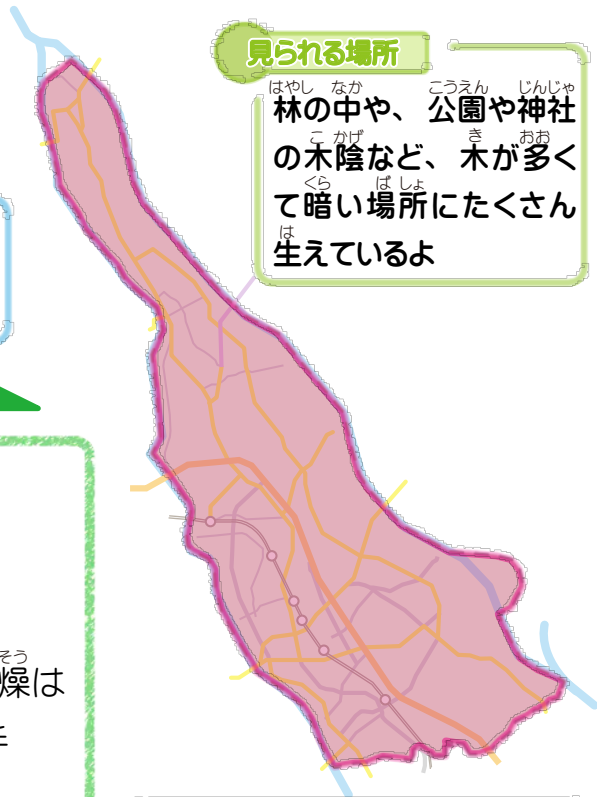 見られる場所
林の中や、公園や神社
の木陰など、木が多く
て暗い場所にたくさん
生えているよ
燥は